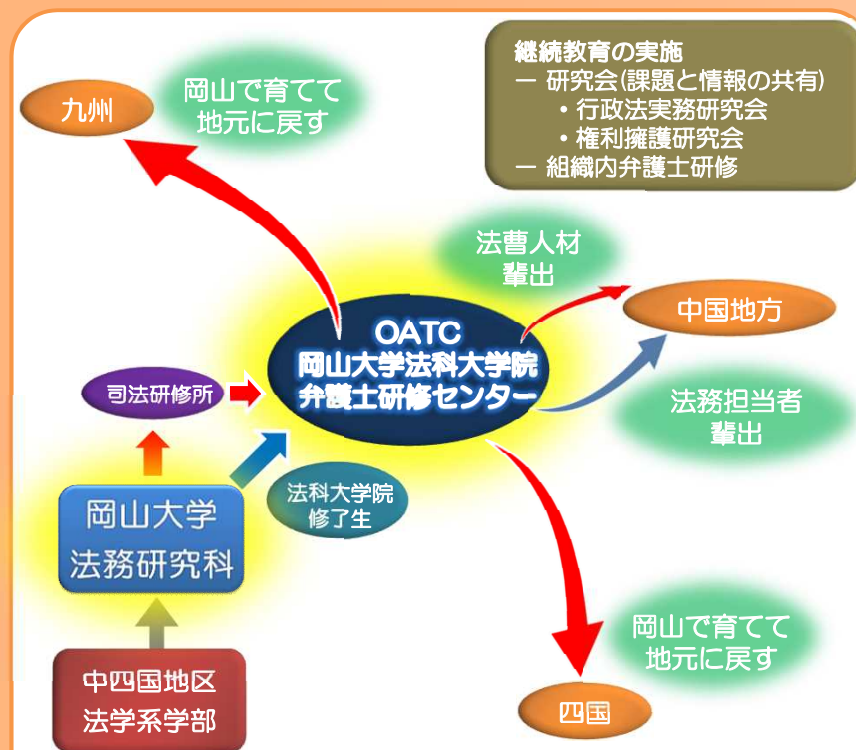 継続教育の実施
― 研究会(課題と情報の共有)
・行政法実務研究会
・権利擁護研究会
― 組織内弁護士研修
九州
岡山で育てて
地元に戻す
法曹人材
輩出
中国地方
OATC
岡山大学法科大学院
弁護士研修センター
司法研修所
法務担当者
輩出
法科大学院
修了生
岡山大学
法務研究科
岡山で育てて
地元に戻す
中四国地区
法学系学部
四国